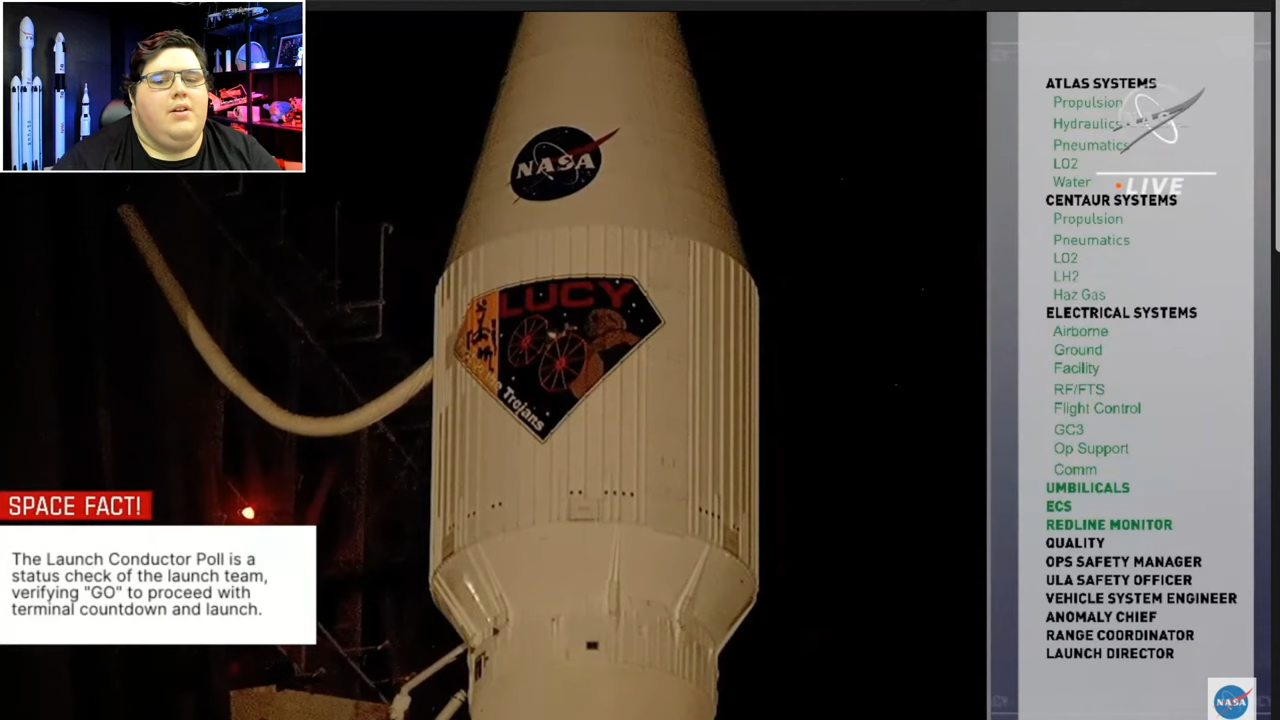 NASA
LUCY
Trojans
SPACE FACT!
The Launch Conductor Poll is a
status check of the launch team,
verifying "GO" to proceed with
terminal countdown and launch.
ATLAS SYSTEMS
Propulsion
Hydraulics
Pneumatics
LO2
Water
LIVE
CENTAUR SYSTEMS
Propulsion
Pneumatics
LO2
LH2
Haz Gas
ELECTRICAL SYSTEMS
Airborne
Ground
Facility
RF/FTS
Flight Control
GC3
Op Support
Comm
UMBILICALS
ECS
REDLINE MONITOR
QUALITY
OPS SAFETY MANAGER
ULA SAFETY OFFICER
VEHICLE SYSTEM ENGINEER
ANOMALY CHIEF
RANGE COORDINATOR
LAUNCH DIRECTOR
NASA